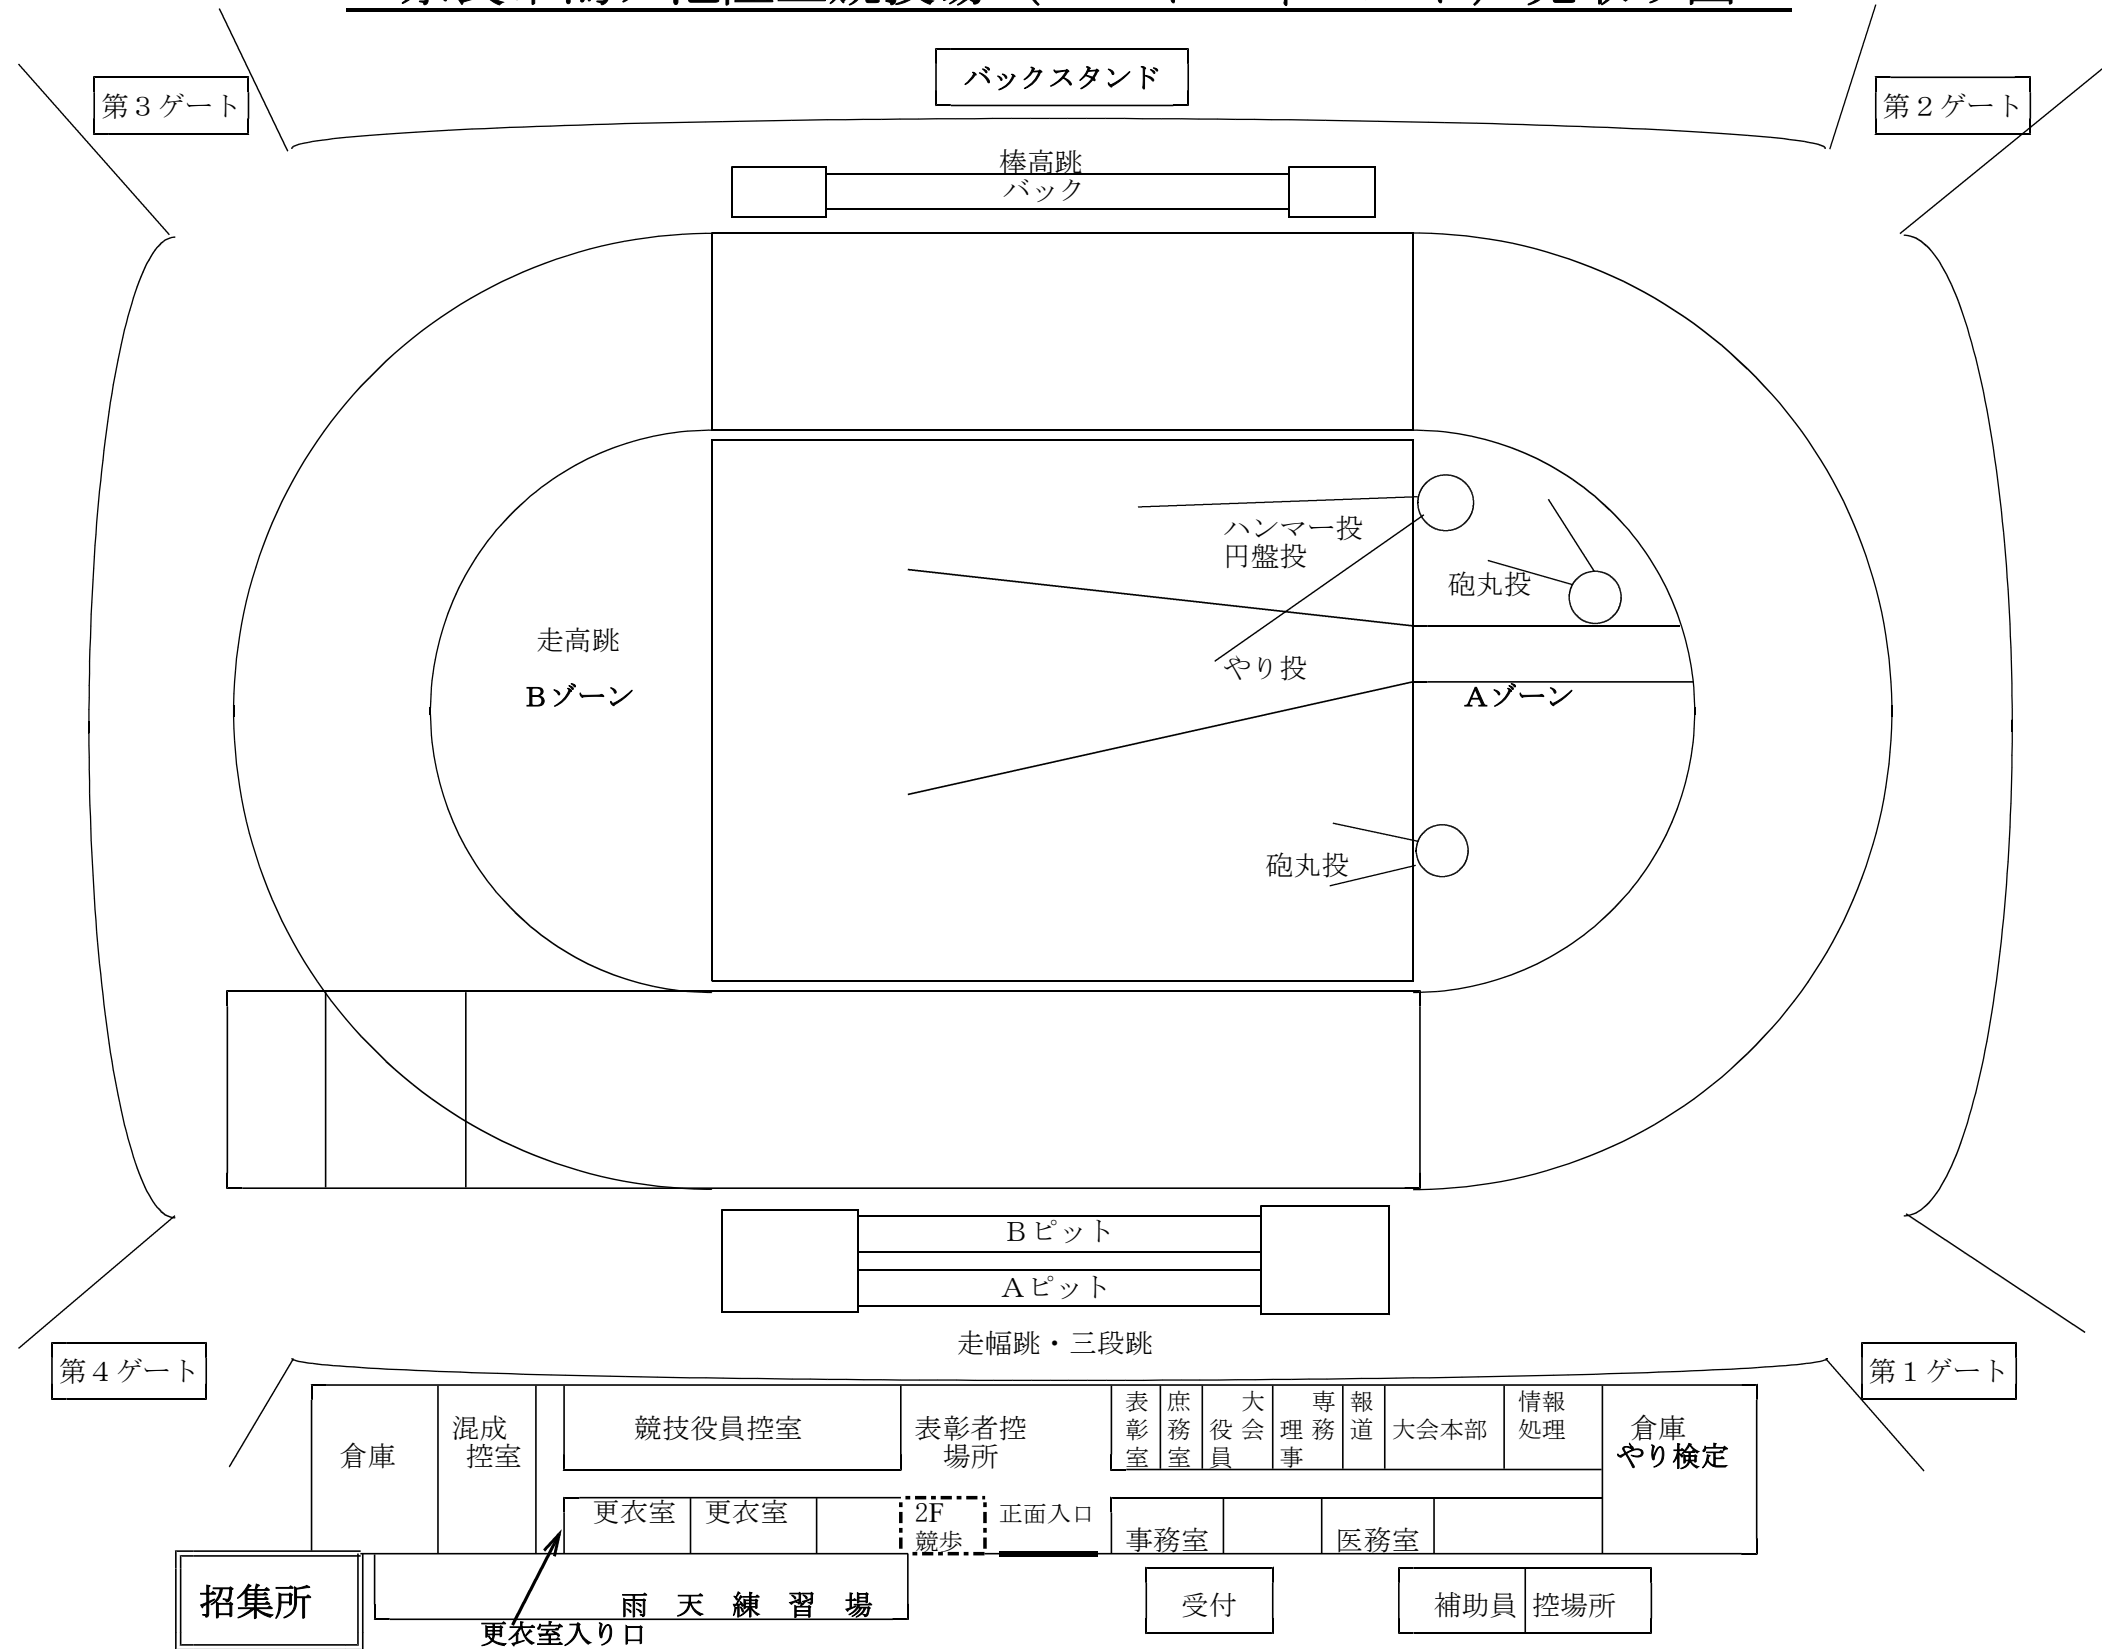 バックスタンド
第３ゲート
第２ゲート
棒高跳
バック
ハンマー投
円盤投
砲丸投
走高跳
やり投
Ｂゾーン
Ａゾーン
砲丸投
Ｂピット
Ａピット
走幅跳・三段跳
第４ゲート
第１ゲート
倉庫
混成
控室
競技役員控室
表彰者控
場所
表彰室
庶務室
大会
役員
専務
理事
報道
大会本部
情報
処理
倉庫
やり検定
更衣室
更衣室
2F
競歩
正面入口
事務室
医務室
招集所
雨天練習場
更衣室入り口
受付
補助員
控場所